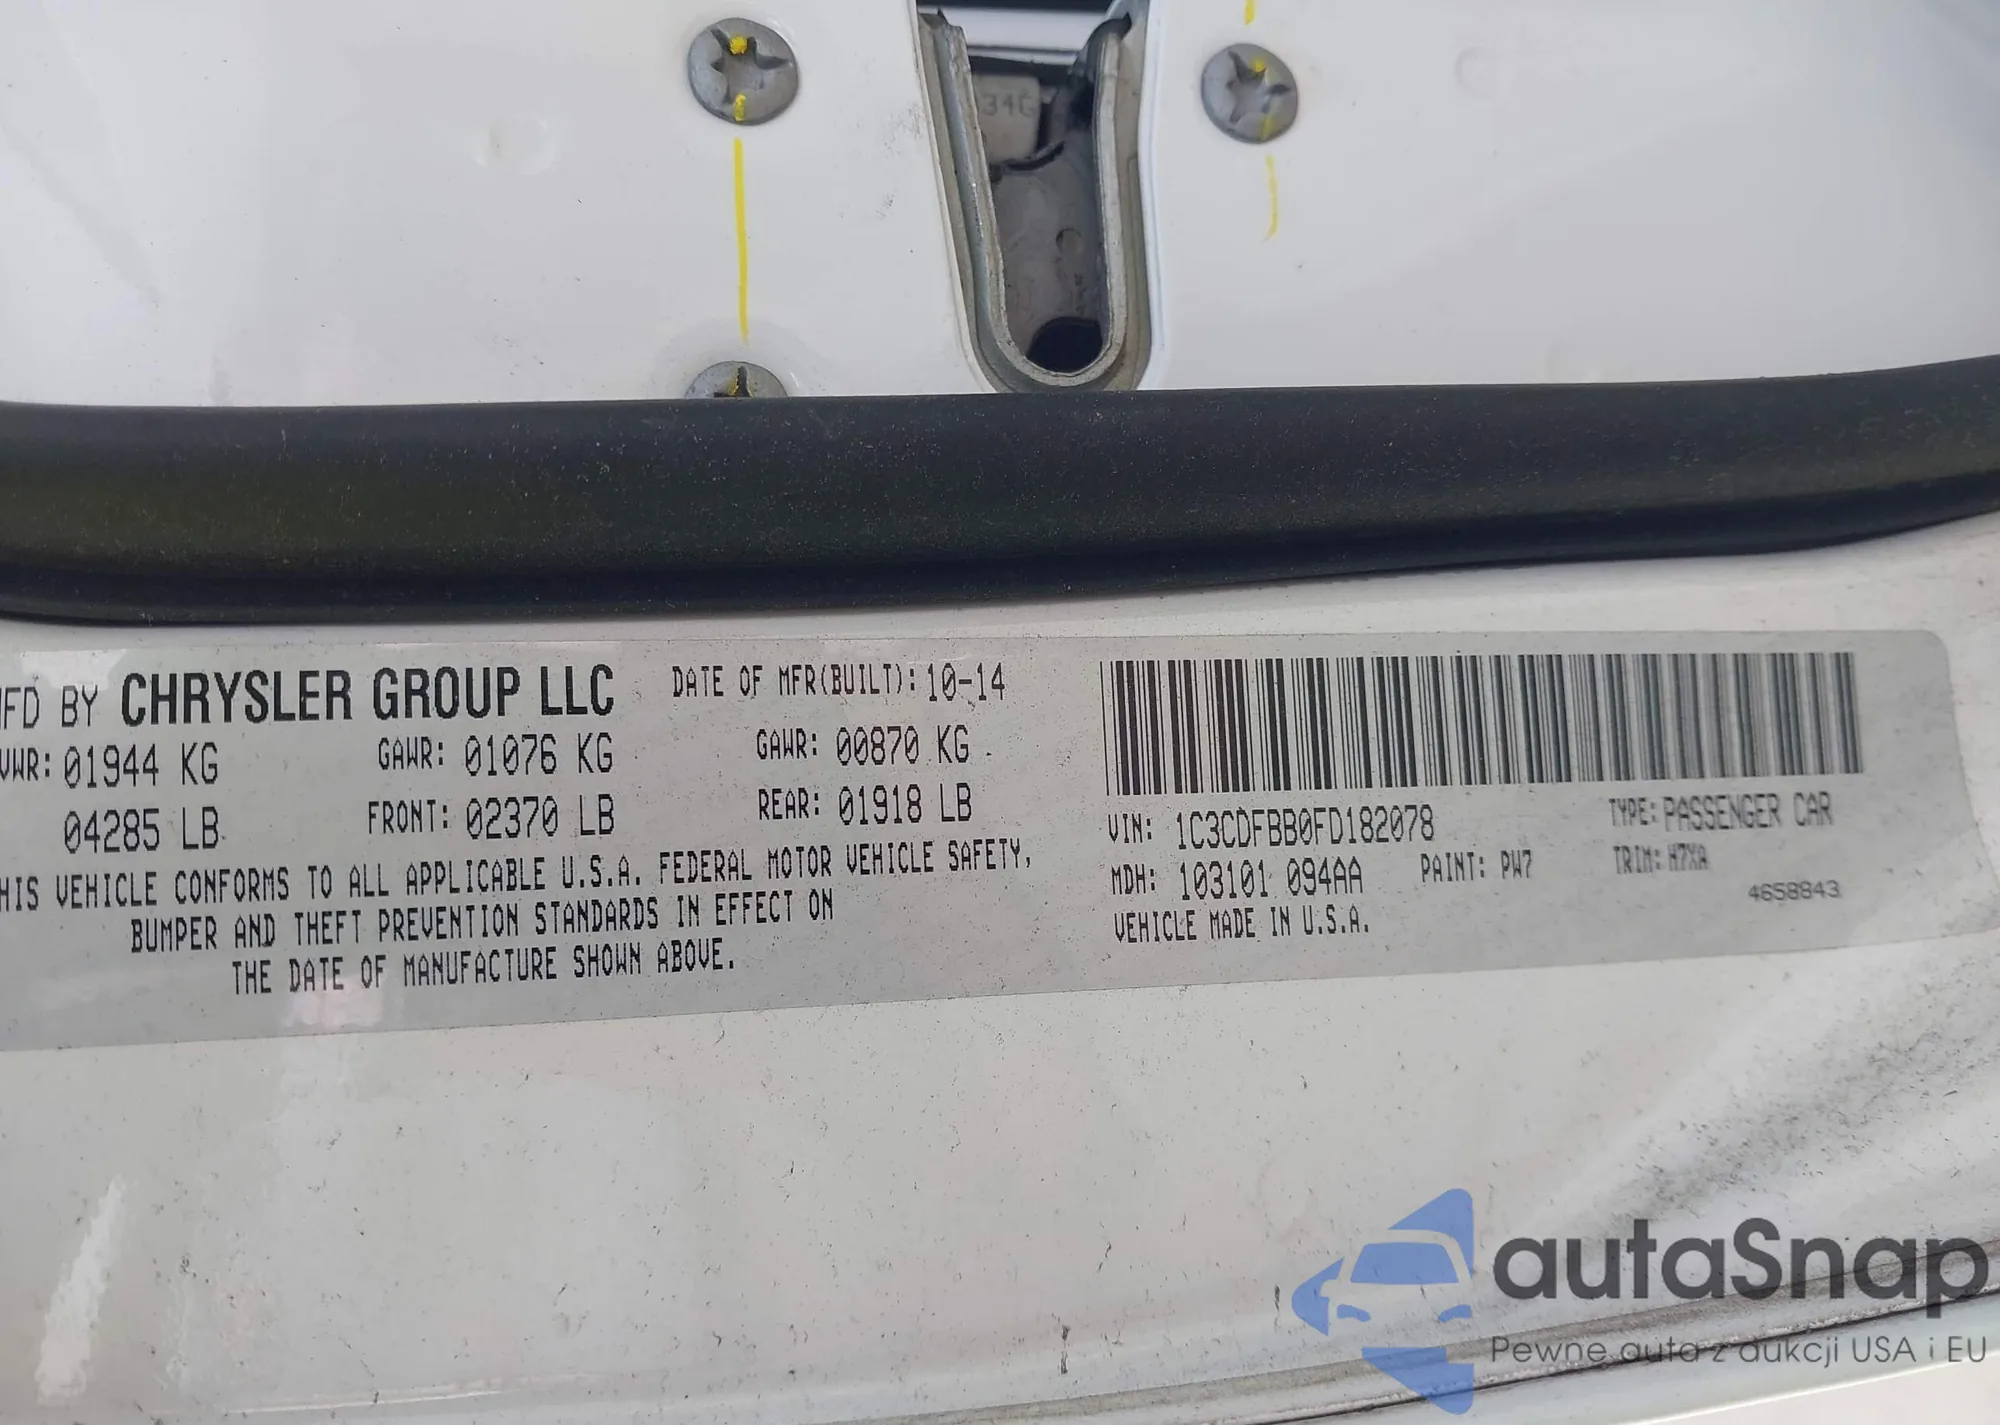 34C
MFD BY CHRYSLER GROUP LLC DATE OF MFR(BUILT): 10-14
VWR: 01944 KG GAWR: 01076 KG GAWR: 00870 KG
04285 LB FRONT: 02370 LB REAR: 01918 LB
HIS VEHICLE CONFORMS TO ALL APPLICABLE U.S.A. FEDERAL MOTOR VEHICLE SAFETY,
BUMPER AND THEFT PREVENTION STANDARDS IN EFFECT ON
THE DATE OF MANUFACTURE SHOWN ABOVE.
VIN: 1C3CDFBB0FD182078 TYPE: PASSENGER CAR
MDH: 103101 094AA PAINT: PW7 TRIM: H7XA
VEHICLE MADE IN U.S.A. 4658843
autaSnap
Pewne auta z aukcji USA i EU